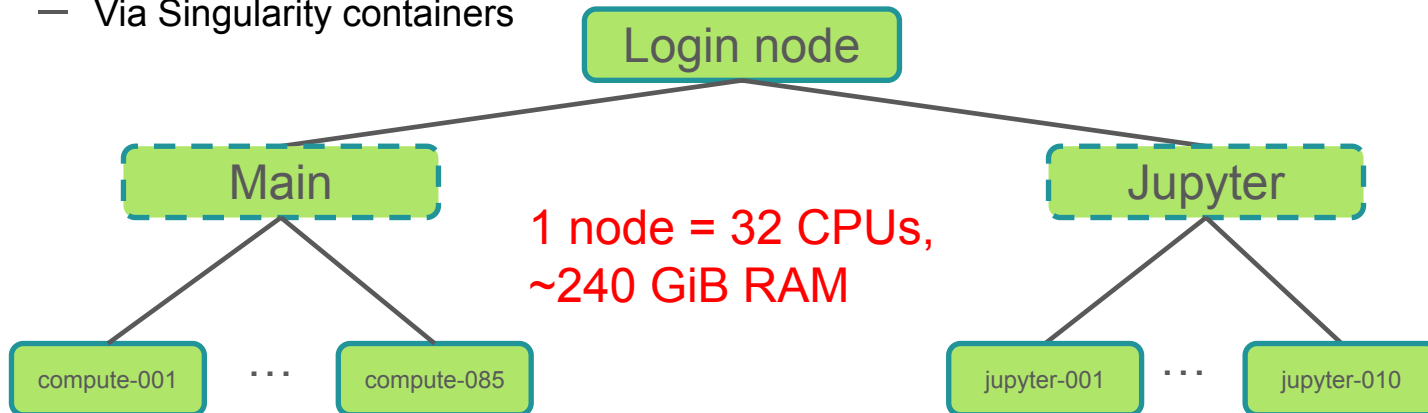 — Via Singularity containers
Login node
Main
Jupyter
1 node = 32 CPUs,
~240 GiB RAM
compute-001 ... compute-085 jupyter-001 ... jupyter-010